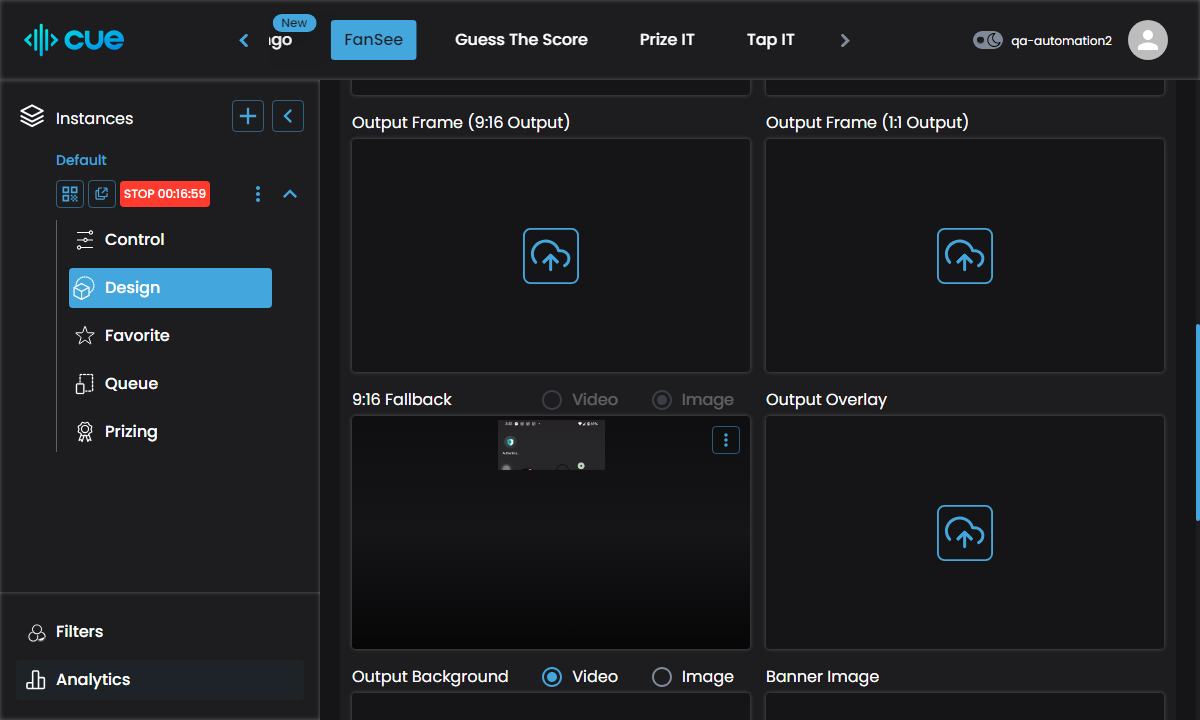 cue
New
ngo
FanSee
Guess The Score
Prize IT
Tap IT
qa-automation2
Instances
Default
STOP 00:16:59
Control
Design
Favorite
Queue
Prizing
Filters
Analytics
Output Frame (9:16 Output)
Output Frame (1:1 Output)
9:16 Fallback
Video
Image
Output Overlay
Output Background
Video
Image
Banner Image